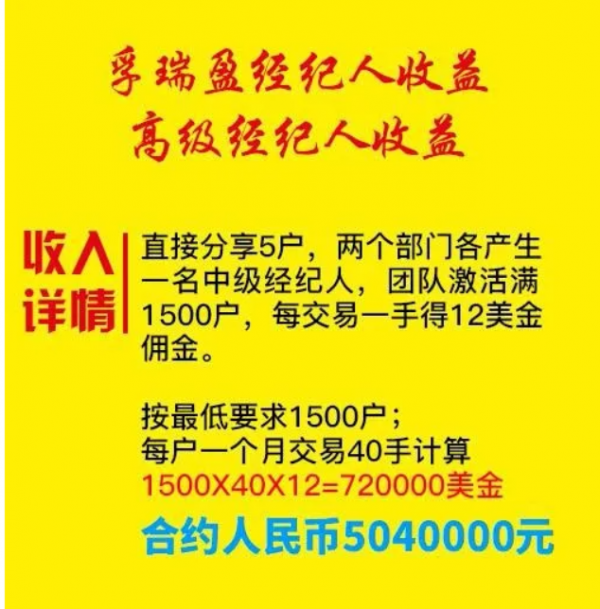 孚瑞盈经纪人收益
高级经纪人收益
收入
详情
直接分享5户，两个部门各产生
一名中级经纪人，团队激活满
1500户，每交易一手得12美金
佣金。
按最低要求1500户；
每户一个月交易40手计算
1500X40X12=720000美金
合约人民币5040000元